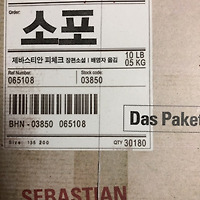 Order:
소포
제바스티안 피체크 장편소설 | 배명자 옮김
10 LB
05 KG
Ref Number:
065108
Stock code:
03850
BHN - 03850 065108
Das Paket
Size 135 200
QTY 30180
SEBASTIAN